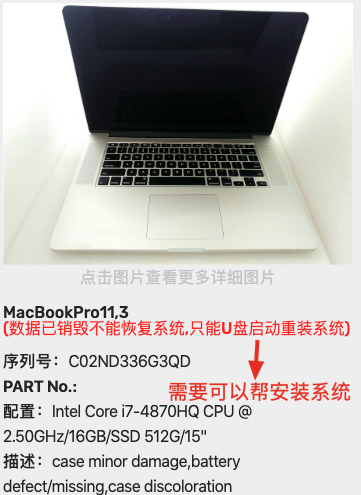 点击图片查看更多详细图片
MacBookPro11,3
(数据已销毁不能恢复系统,只能U盘启动重装系统)
序列号：C02ND336G3QD
需要可以帮安装系统
PART No.:
配置：Intel Core i7-4870HQ CPU @
2.50GHz/16GB/SSD 512G/15"
描述：case minor damage,battery
defect/missing,case discoloration